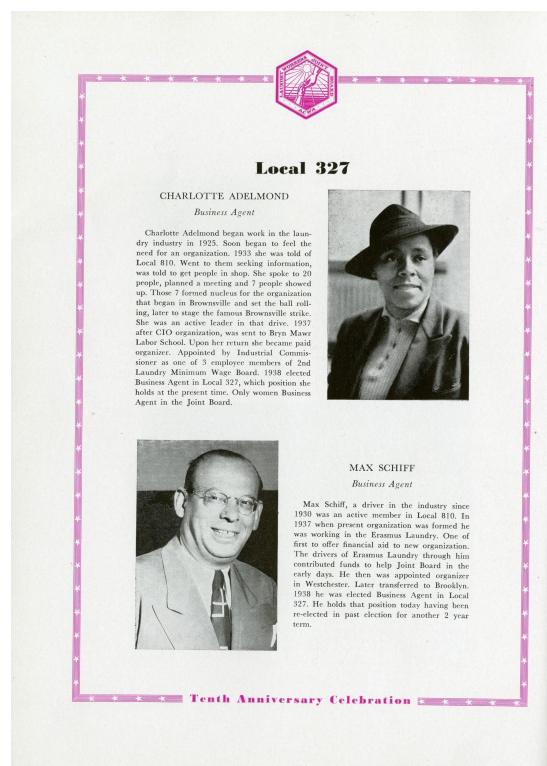 LAUNDRY WORKERS JOINT BOARD
ACWA
Local 327
CHARLOTTE ADELMOND
Business Agent
Charlotte Adelmond began work in the laun-
dry industry in 1925. Soon began to feel the
need for an organization. 1933 she was told of
Local 810. Went to them seeking information,
was told to get people in shop. She spoke to 20
people, planned a meeting and 7 people showed
up. Those 7 formed nucleus for the organization
that began in Brownsville and set the ball roll-
ing, later to stage the famous Brownsville strike.
She was an active leader in that drive. 1937
after CIO organization, was sent to Bryn Mawr
Labor School. Upon her return she became paid
organizer. Appointed by Industrial Commis-
sioner as one of 3 employee members of 2nd
Laundry Minimum Wage Board. 1938 elected
Business Agent in Local 327, which position she
holds at the present time. Only women Business
Agent in the Joint Board.
MAX SCHIFF
Business Agent
Max Schiff, a driver in the industry since
1930 was an active member in Local 810. In
1937 when present organization was formed he
was working in the Erasmus Laundry. One of
first to offer financial aid to new organization.
The drivers of Erasmus Laundry through him
contributed funds to help Joint Board in the
early days. He then was appointed organizer
in Westchester. Later transferred to Brooklyn.
1938 he was elected Business Agent in Local
327. He holds that position today having been
re-elected in past election for another 2 year
term.
Tenth Anniversary Celebration